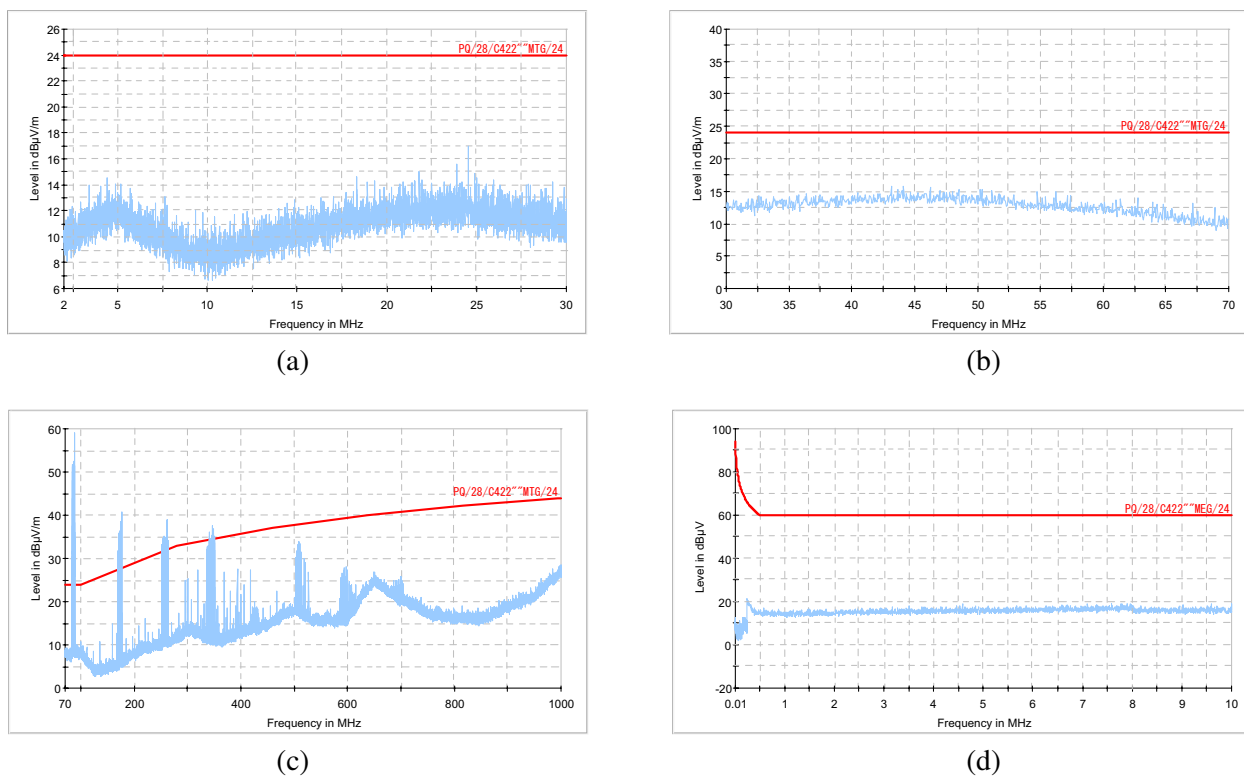 26
24
22
20
18
16
14
12
10
8
6
Level in dBµV/m
PQ/28/C422""MTG/24
2 5 10 15 20 25 30
Frequency in MHz
(a)
40
35
30
25
20
15
10
5
0
Level in dBµV/m
PQ/28/C422""MTG/24
30 35 40 45 50 55 60 65 70
Frequency in MHz
(b)
60
50
40
30
20
10
0
Level in dBµV/m
PQ/28/C422""MTG/24
70 200 400 600 800 1000
Frequency in MHz
(c)
100
80
60
40
20
0
-20
Level in dBµV
PQ/28/C422""MEG/24
0.01 1 2 3 4 5 6 7 8 9 10
Frequency in MHz
(d)